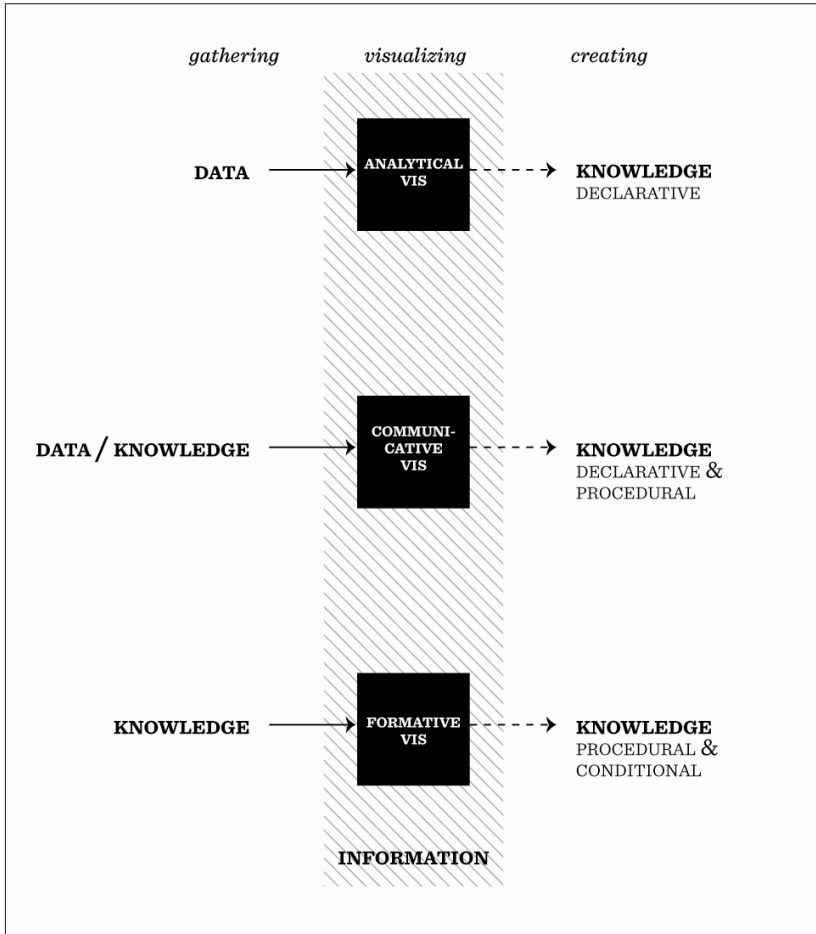 gathering visualizing creating
DATA
ANALYTICAL
VIS
KNOWLEDGE
DECLARATIVE
DATA / KNOWLEDGE
COMMUNI-
CATIVE
VIS
KNOWLEDGE
DECLARATIVE &
PROCEDURAL
KNOWLEDGE
FORMATIVE
VIS
KNOWLEDGE
PROCEDURAL &
CONDITIONAL
INFORMATION